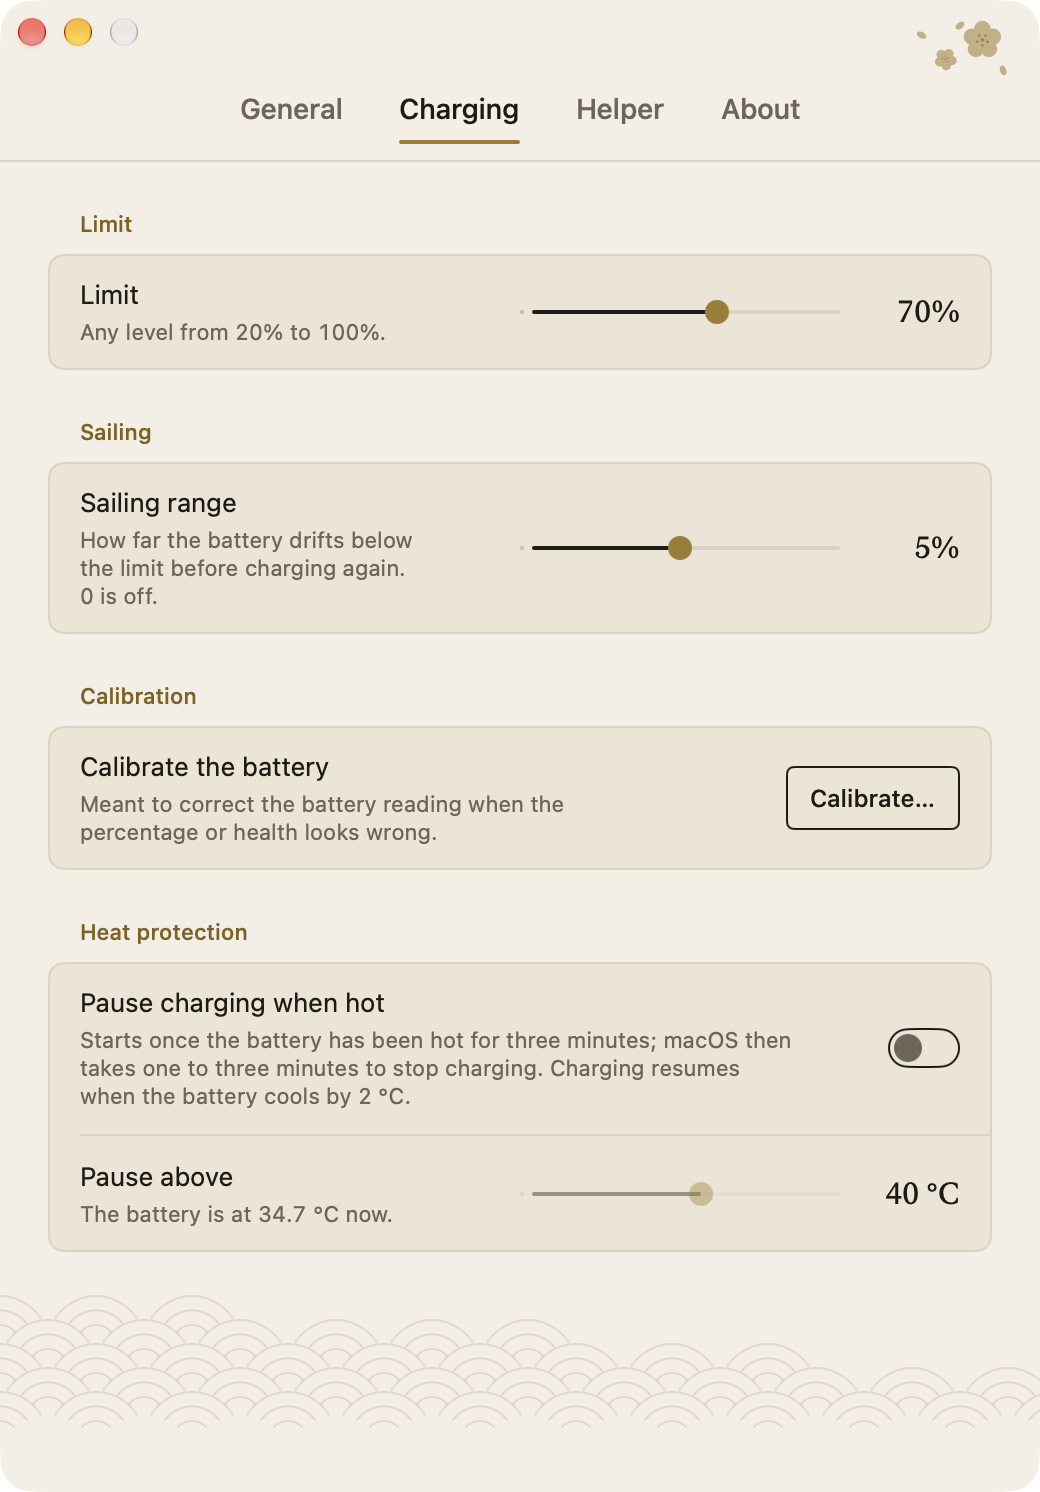 General Charging Helper About
Limit
Limit
Any level from 20% to 100%.
70%
Sailing
Sailing range
How far the battery drifts below
the limit before charging again.
0 is off.
5%
Calibration
Calibrate the battery
Meant to correct the battery reading when the
percentage or health looks wrong.
Calibrate...
Heat protection
Pause charging when hot
Starts once the battery has been hot for three minutes; macOS then
takes one to three minutes to stop charging. Charging resumes
when the battery cools by 2 °C.
Pause above
The battery is at 34.7 °C now.
40 °C